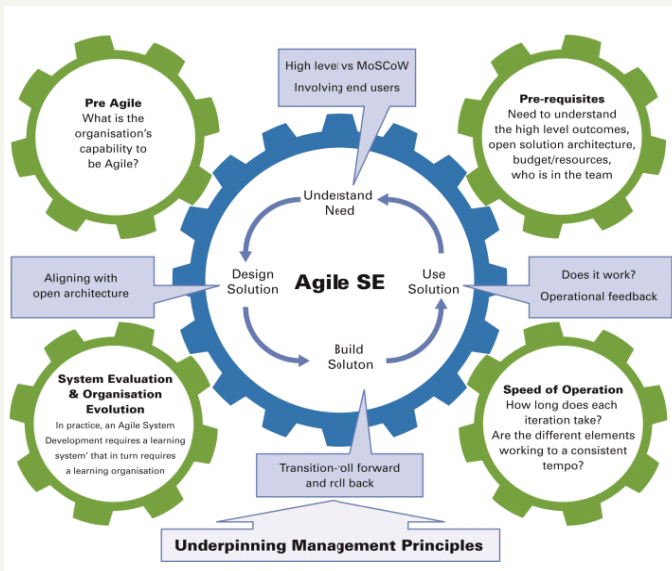 High level vs MoSCoW
Involving end users
Pre Agile
What is the
organisation's
capability to
be Agile?
Pre-requisites
Need to understand
the high level outcomes,
open solution architecture,
budget/resources,
who is in the team
Understand
Need
Aligning with
open architecture
Design
Solution
Agile SE
Use
Solution
Does it work?
Operational feedback
Build
Soluton
System Evaluation
& Organisation
Evolution
In practice, an Agile System
Development requires a learning
system' that in turn requires
a learning organisation
Speed of Operation
How long does each
iteration take?
Are the different elements
working to a consistent
tempo?
Transition-roll forward
and roll back
Underpinning Management Principles